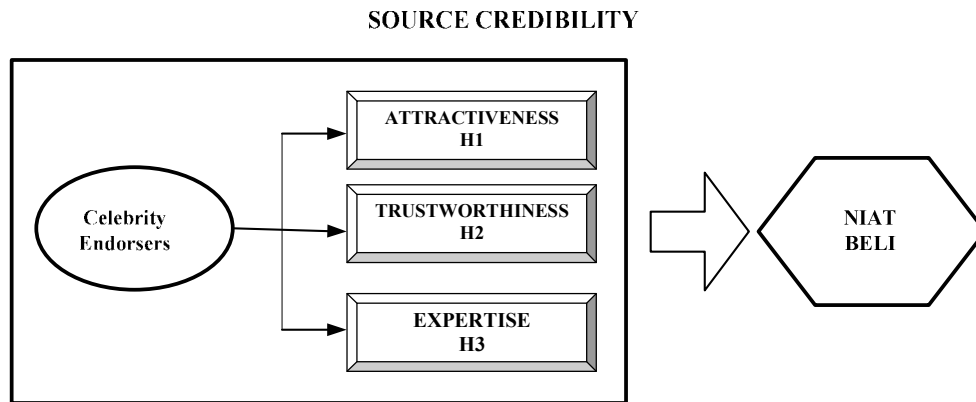 SOURCE CREDIBILITY
ATTRACTIVENESS
H1
Celebrity
Endorsers
TRUSTWORTHINESS
H2
EXPERTISE
H3
NIAT
BELI